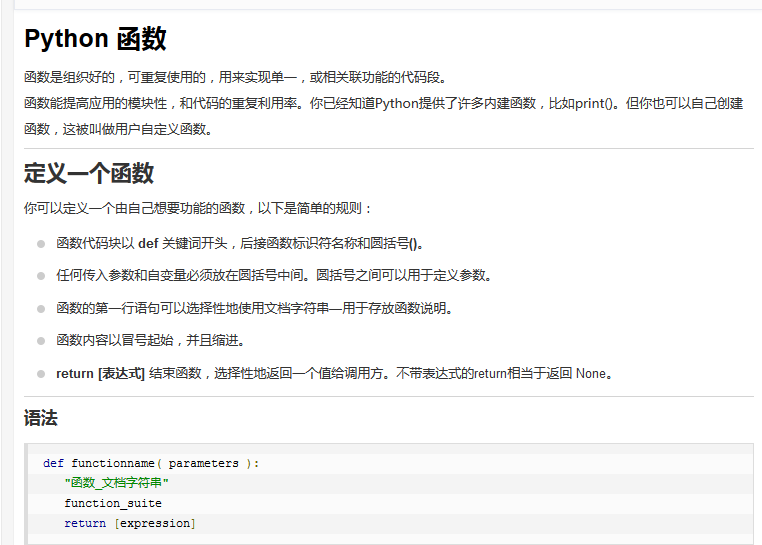 Python 函数
函数是组织好的，可重复使用的，用来实现单一，或相关联功能的代码段。
函数能提高应用的模块性，和代码的重复利用率。你已经知道Python提供了许多内建函数，比如print()。但你也可以自己创建
函数，这被叫做用户自定义函数。
定义一个函数
你可以定义一个由自己想要功能的函数，以下是简单的规则：
函数代码块以 def 关键词开头，后接函数标识符名称和圆括号()。
任何传入参数和自变量必须放在圆括号中间。圆括号之间可以用于定义参数。
函数的第一行语句可以选择性地使用文档字符串—用于存放函数说明。
函数内容以冒号起始，并且缩进。
return [表达式] 结束函数，选择性地返回一个值给调用方。不带表达式的return相当于返回 None。
语法
def functionname( parameters ):
"函数_文档字符串"
function_suite
return [expression]